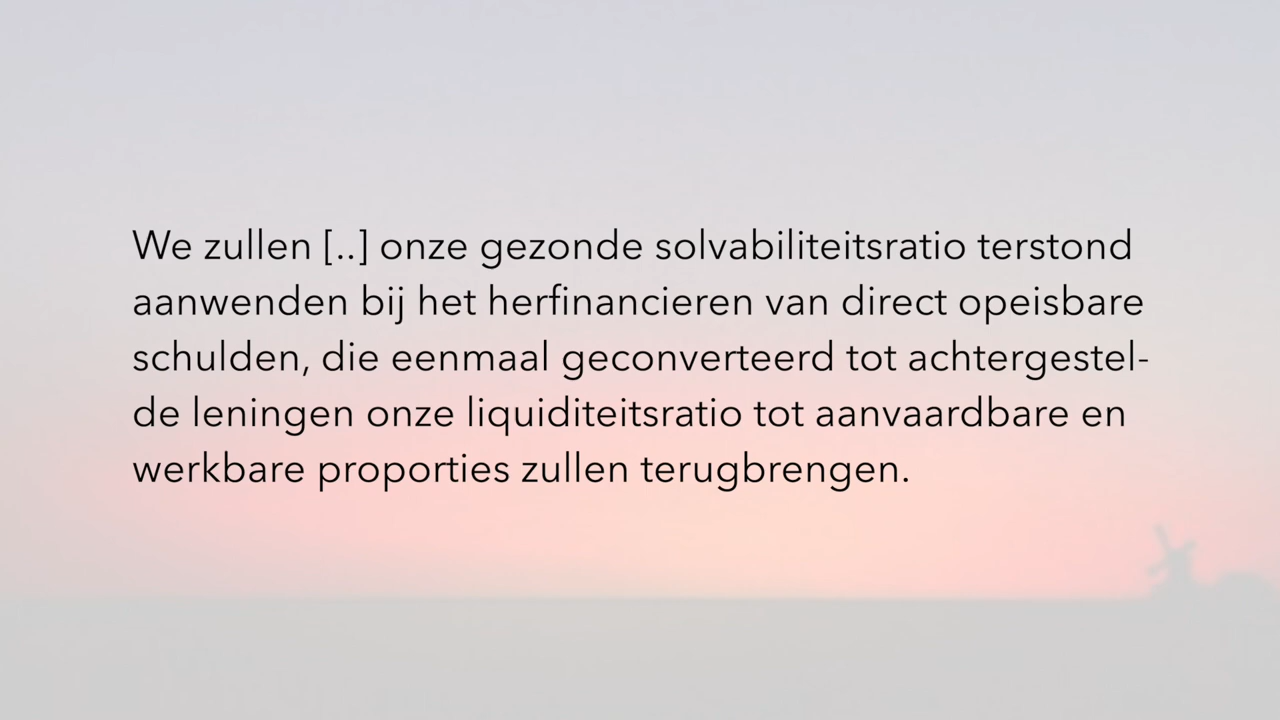 We zullen [..] onze gezonde solvabiliteitsratio terstond
aanwenden bij het herfinancieren van direct opeisbare
schulden, die eenmaal geconverteerd tot achtergestel-
de leningen onze liquiditeitsratio tot aanvaardbare en
werkbare proporties zullen terugbrengen.